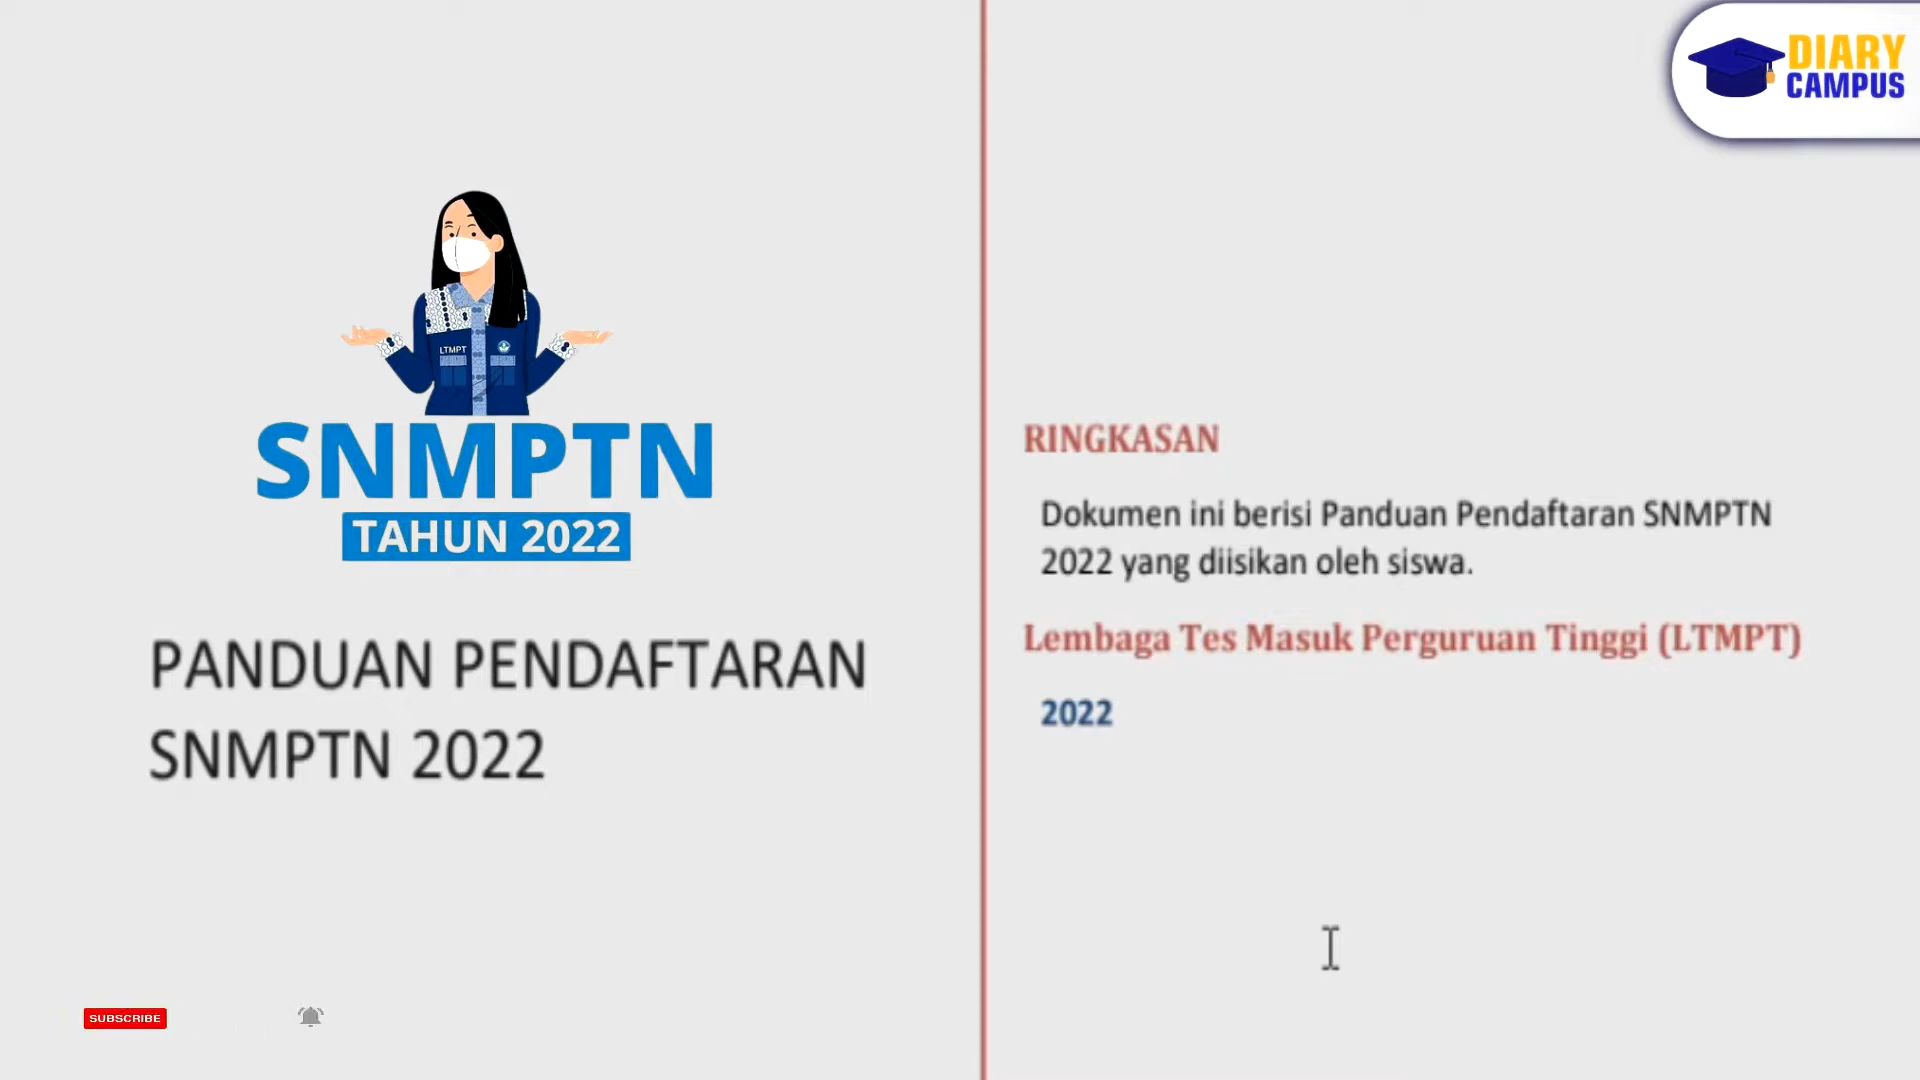 DIARY
CAMPUS
LTMPT
SNMPTN
TAHUN 2022
PANDUAN PENDAFTARAN
SNMPTN 2022
RINGKASAN
Dokumen ini berisi Panduan Pendaftaran SNMPTN
2022 yang diisikan oleh siswa.
Lembaga Tes Masuk Perguruan Tinggi (LTMPT)
2022
SUBSCRIBE